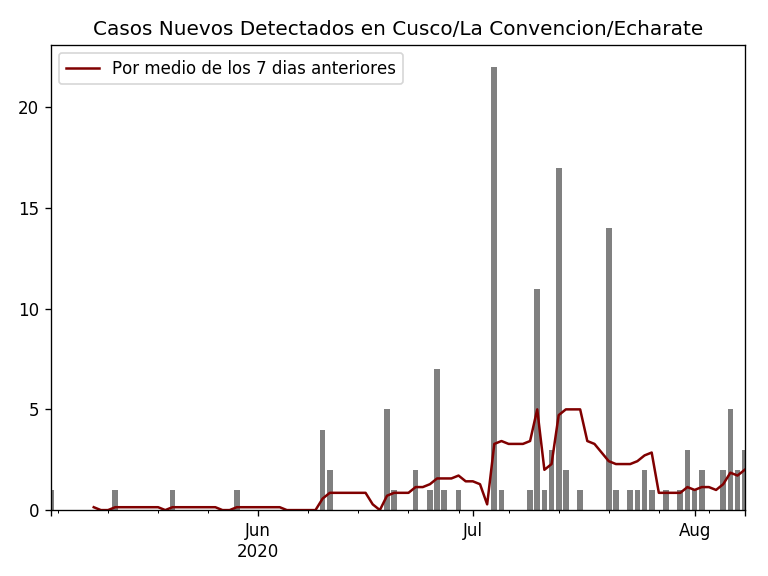 Casos Nuevos Detectados en Cusco/La Convencion/Echarate
Por medio de los 7 dias anteriores
20
15
10
5
0
Jun
2020
Jul
Aug